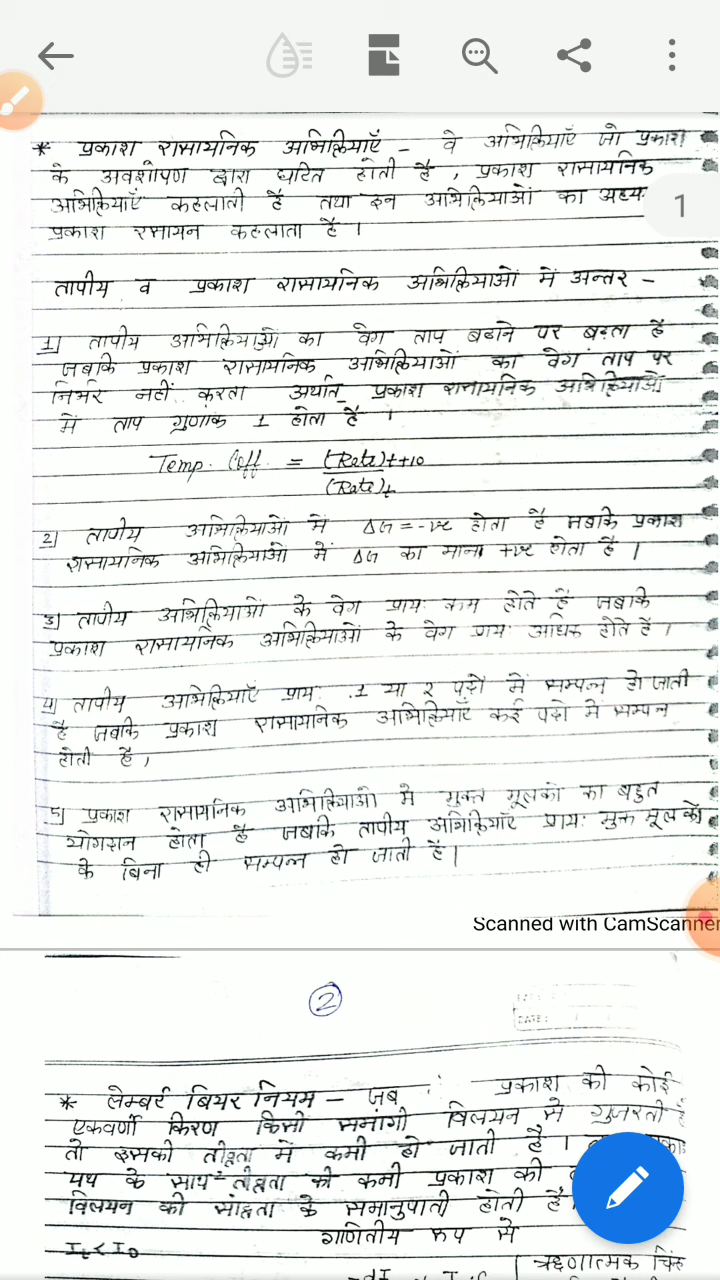 1
* प्रकाश रासायनिक अभिक्रियाएँ - वे अभिक्रियाएँ जो प्रकाश
के अवशोषण द्वारा घटित होती है, प्रकाश रासायनिक
अभिक्रियाएँ कहलाती है तथा इन अभिक्रियाओं का
प्रकाश रसायन कहलाता है।
तापीय व प्रकाश रासायनिक अभिक्रियाओं में अन्तर -
1] तापीय अभिक्रियाओं का वेग ताप बढाने पर बढ़ता है
जबकि प्रकाश रासायनिक अभिक्रियाओं का वेग ताप पर
निर्भर नहीं करता अर्थात् प्रकाश रासायनिक अभिक्रियाओं
में ताप गुणांक 1 होता है।
Temp. Coff. = (Rate)t+10
(Rate)t
2] तापीय अभिक्रियाओं में ΔG = -ve होता है जबकि प्रकाश
रासायनिक अभिक्रियाओं में ΔG का मान +ve होता है।
3] तापीय अभिक्रियाओं के वेग प्रायः कम होते है जबकि
प्रकाश रासायनिक अभिक्रियाओं के वेग प्रायः अधिक होते है।
4] तापीय अभिक्रियाएँ प्रायः 1 या 2 पदों में सम्पन्न हो जाती
है जबकि प्रकाश रासायनिक अभिक्रियाएँ कई पदों में सम्पन्न
होती है,
5] प्रकाश रासायनिक अभिक्रियाओं में मुक्त मूलकों का बहुत
योगदान होता है जबकि तापीय अभिक्रियाएँ प्रायः मुक्त मूलकों
के बिना ही सम्पन्न हो जाती है।
Scanned with CamScanner
2
DATE:
* लेम्बर्ट बियर नियम - जब प्रकाश की कोई
एकवर्णी किरण किसी समांगी विलयन से गुजरती है
तो इसकी तीव्रता में कमी हो जाती है।
पथ के साथ तीव्रता की कमी प्रकाश की
विलयन की सांद्रता के समानुपाती होती है
गणितीय रूप से
It < I0
ऋणात्मक चिह्न